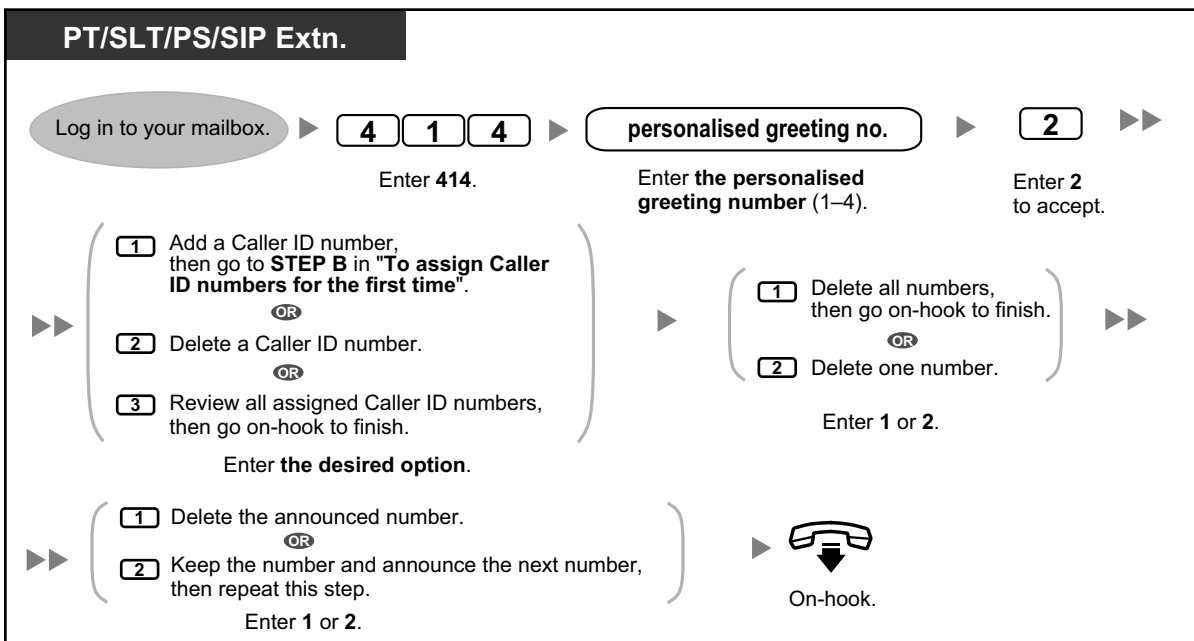 PT/SLT/PS/SIP Extn.
Log in to your mailbox.
4 1 4
personalised greeting no.
2
Enter 414.
Enter the personalised
greeting number (1–4).
Enter 2
to accept.
1 Add a Caller ID number,
then go to STEP B in "To assign Caller
ID numbers for the first time".
OR
2 Delete a Caller ID number.
OR
3 Review all assigned Caller ID numbers,
then go on-hook to finish.
Enter the desired option.
1 Delete all numbers,
then go on-hook to finish.
OR
2 Delete one number.
Enter 1 or 2.
1 Delete the announced number.
OR
2 Keep the number and announce the next number,
then repeat this step.
Enter 1 or 2.
On-hook.